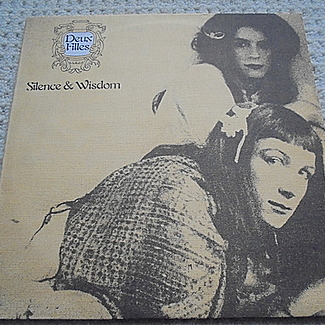 Deux
Filles
Silence & Wisdom